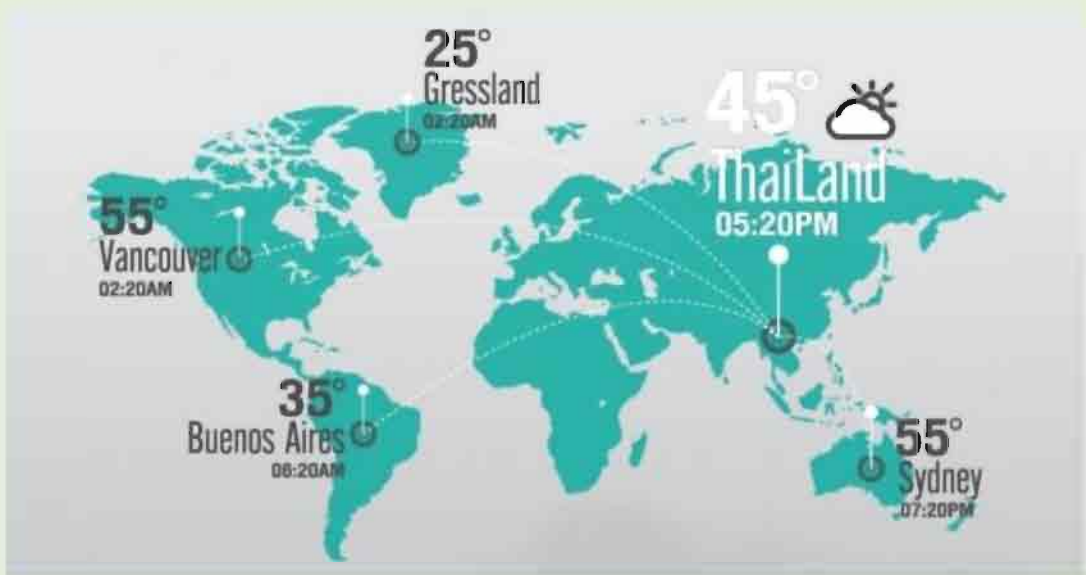 25°
Gressland
02:20AM
45°
ThaiLand
05:20PM
55°
Vancouver
02:20AM
35°
Buenos Aires
06:20AM
55°
Sydney
07:20PM